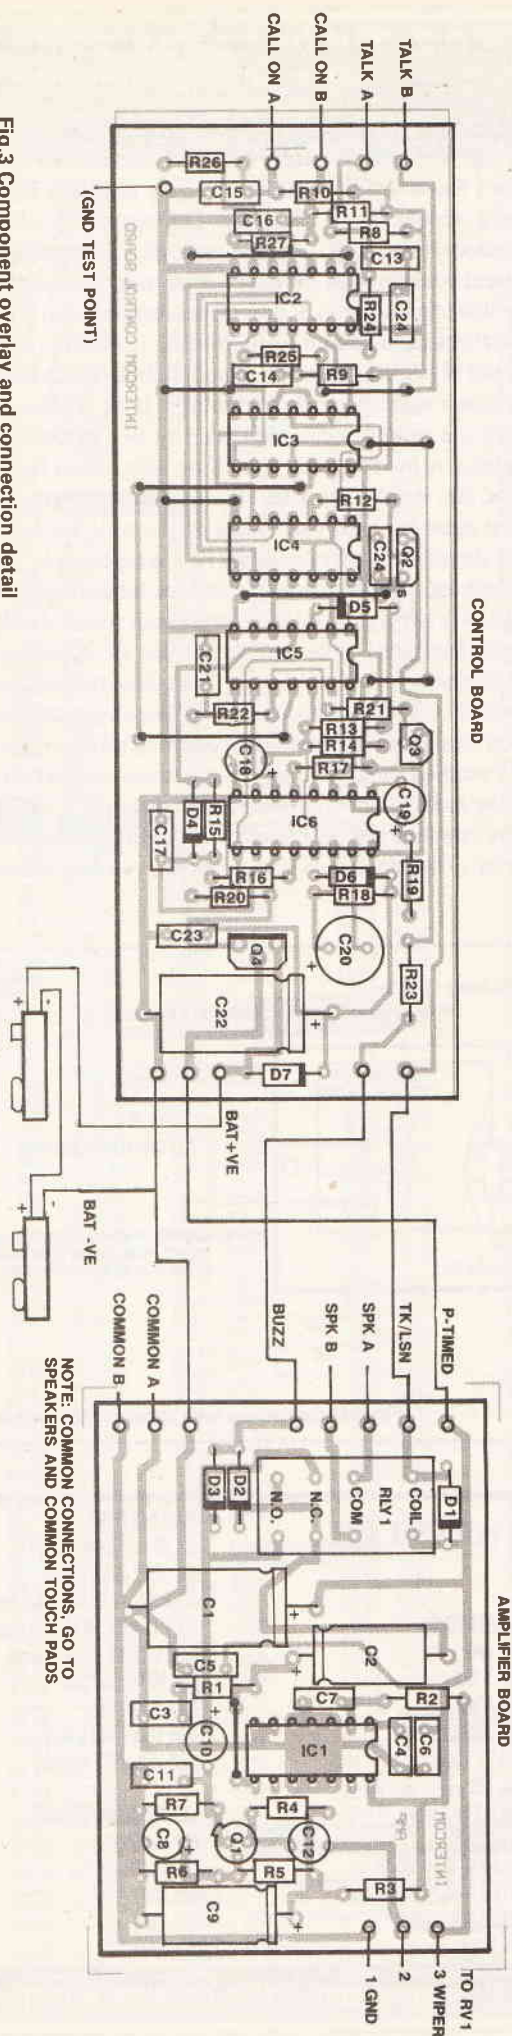 CALL ON A
CALL ON B
TALK A
TALK B
CONTROL BOARD
(GND TEST POINT)
INTERCOM CONTROL BOARD
R26
C15
R10
R11
C16
R27
R8
C13
IC2
R24
C24
R25
C14
R9
IC3
R12
IC4
C24
Q2
S
D5
IC5
C21
R22
R21
R13
R14
R17
Q3
C18
+
C19
+
IC6
C17
D4
R15
R16
R20
D6
R18
R19
C23
Q4
C20
+
R23
C22
+
D7
BAT+VE
BAT -VE
+
-
+
-
BUZZ
SPK B
SPK A
TK/LSN
P-TIMED
COMMON A
COMMON B
NOTE: COMMON CONNECTIONS, GO TO
SPEAKERS AND COMMON TOUCH PADS
AMPLIFIER BOARD
D3
D2
N.O.
N.O.
N.C.
COM
RLY1
COIL
D1
C1
+
C2
+
C5
R1
C7
R2
C3
+
C10
IC1
C4
C6
C11
R7
R4
INTERCOM
AMP
C8
+
Q1
C12
R6
R5
R3
C9
+
TO RV1
3 WIPER
2
1 GND
Fig.3 Component overlay and connection detail